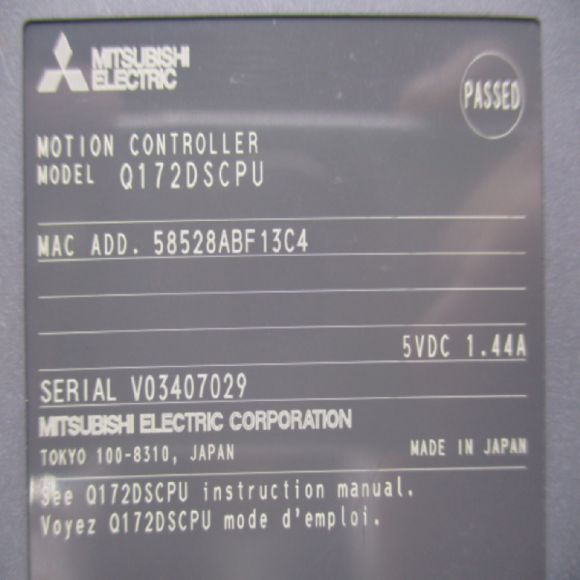 MITSUBISHI
ELECTRIC
PASSED
MOTION CONTROLLER
MODEL Q172DSCPU
MAC ADD. 58528ABF13C4
5VDC 1.44A
SERIAL V03407029
MITSUBISHI ELECTRIC CORPORATION
TOKYO 100-8310, JAPAN MADE IN JAPAN
See Q172DSCPU instruction manual.
Voyez Q172DSCPU mode d'emploi.